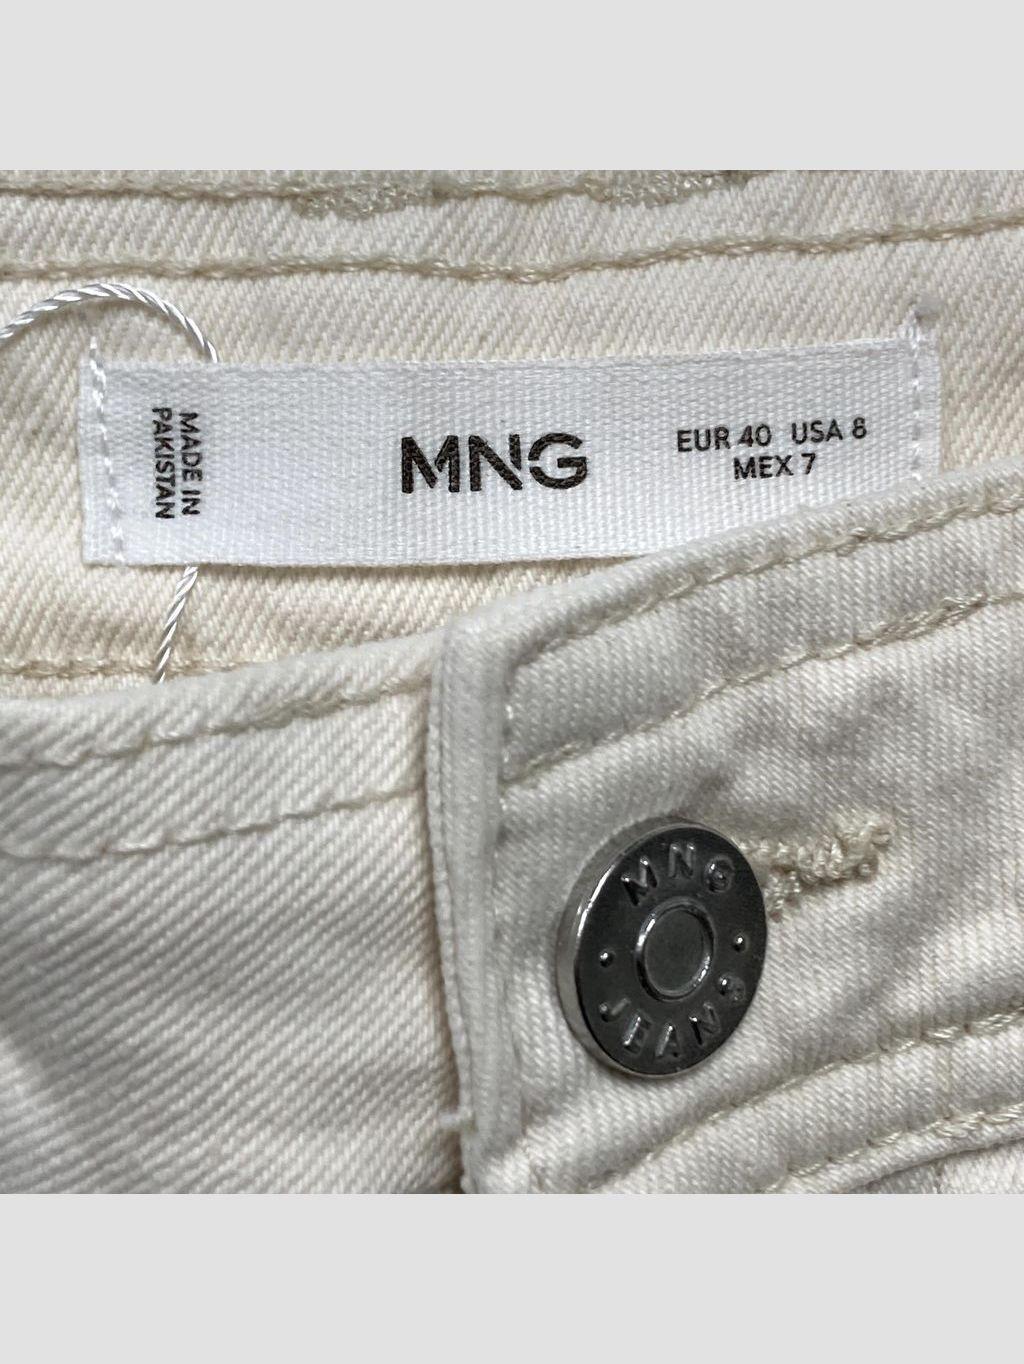 MADE IN
PAKISTAN
MNG
EUR 40 USA 8
MEX 7
MNG
JEANS